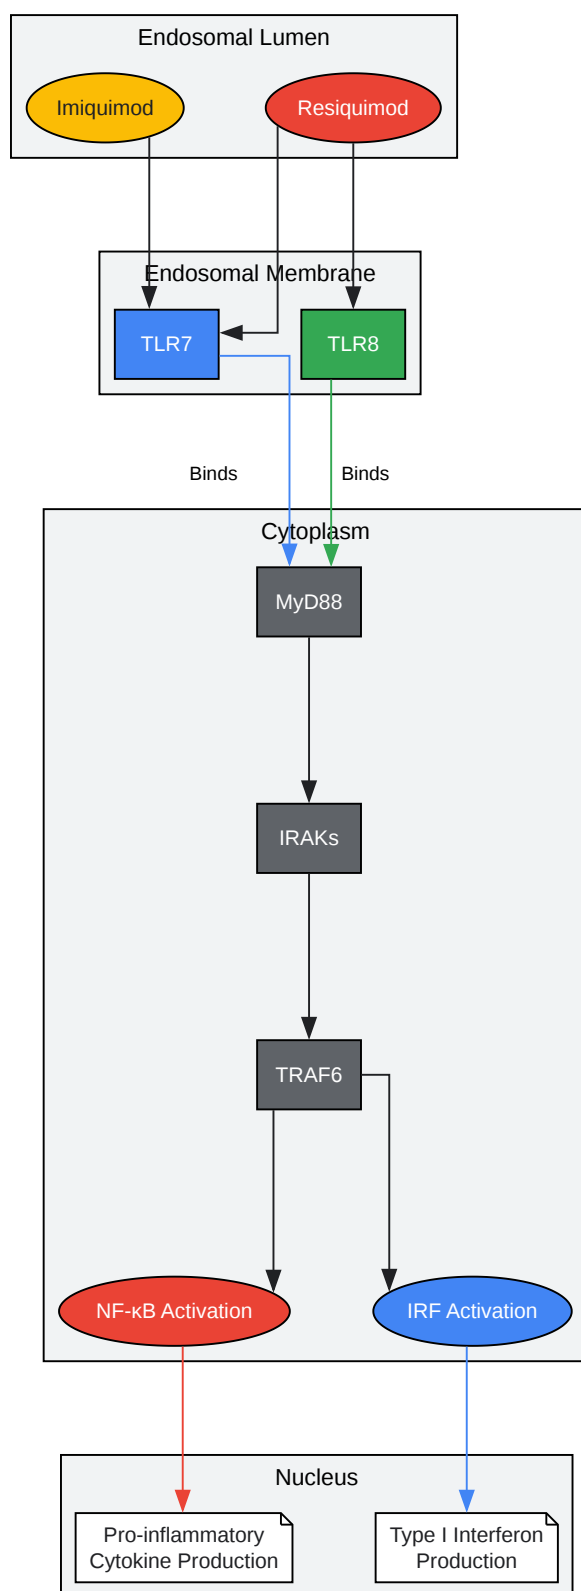 Endosomal Lumen
Imiquimod
Resiquimod
Endosomal Membrane
TLR7
TLR8
Binds
Binds
Cytoplasm
MyD88
IRAKs
TRAF6
NF-κB Activation
IRF Activation
Nucleus
Pro-inflammatory
Cytokine Production
Type I Interferon
Production